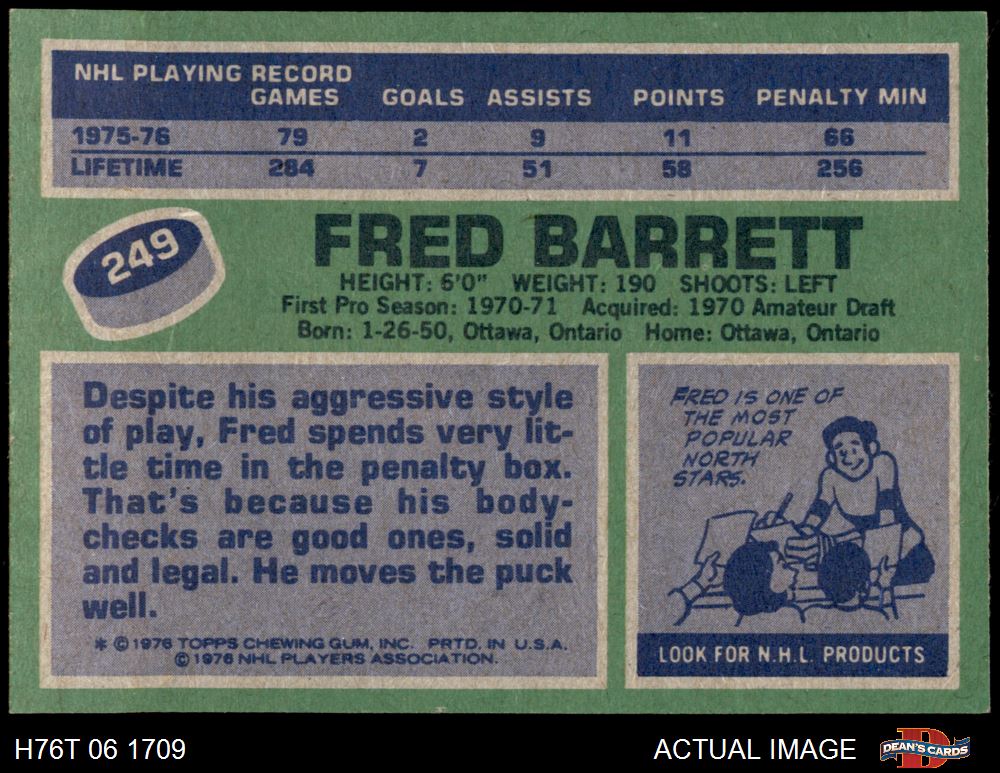 NHL PLAYING RECORD
GAMES GOALS ASSISTS POINTS PENALTY MIN
1975-76 79 2 9 11 66
LIFETIME 284 7 51 58 256
249
FRED BARRETT
HEIGHT: 6'0" WEIGHT: 190 SHOOTS: LEFT
First Pro Season: 1970-71 Acquired: 1970 Amateur Draft
Born: 1-26-50, Ottawa, Ontario Home: Ottawa, Ontario
Despite his aggressive style
of play, Fred spends very lit-
tle time in the penalty box.
That's because his body-
checks are good ones, solid
and legal. He moves the puck
well.
* © 1976 TOPPS CHEWING GUM, INC. PRTD. IN U.S.A.
© 1976 NHL PLAYERS ASSOCIATION.
FRED IS ONE OF
THE MOST
POPULAR
NORTH
STARS.
LOOK FOR N.H.L. PRODUCTS
H76T 06 1709
ACTUAL IMAGE
D
DEAN'S CARDS